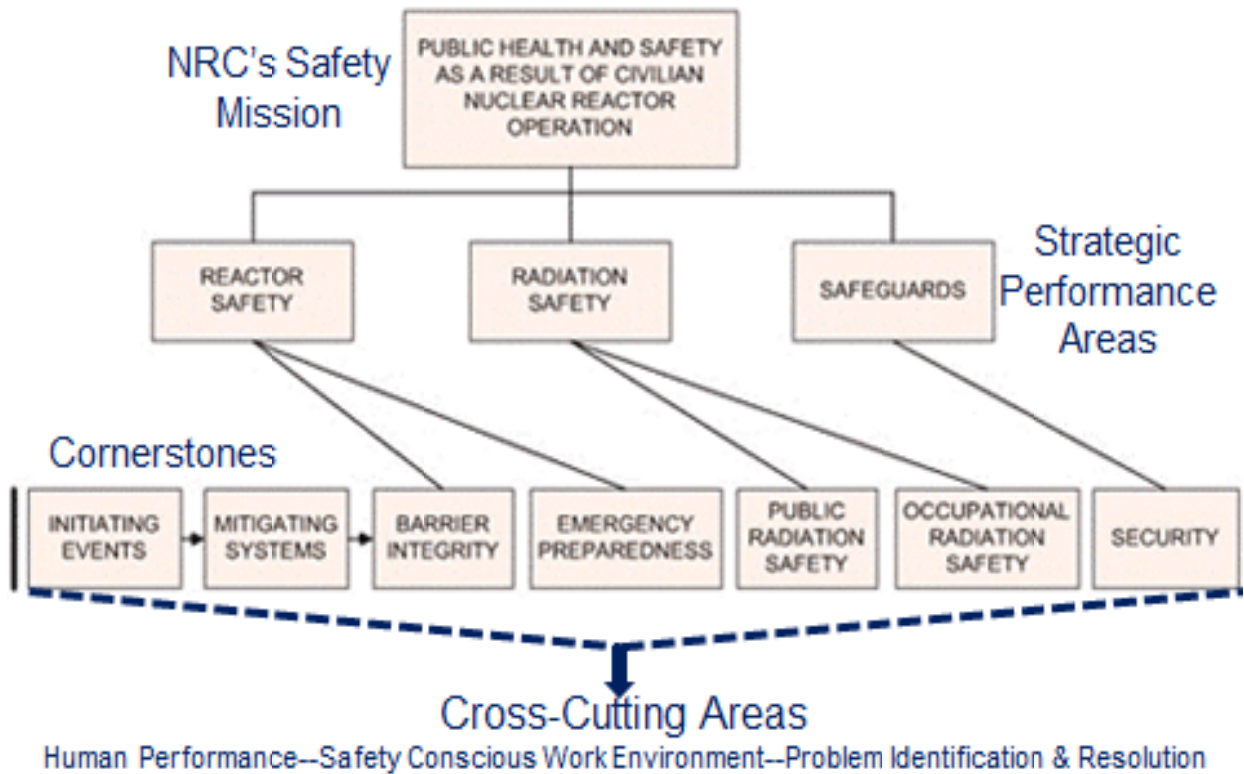 NRC's Safety
Mission
PUBLIC HEALTH AND SAFETY
AS A RESULT OF CIVILIAN
NUCLEAR REACTOR
OPERATION
REACTOR
SAFETY
RADIATION
SAFETY
SAFEGUARDS
Strategic
Performance
Areas
Cornerstones
INITIATING
EVENTS
MITIGATING
SYSTEMS
BARRIER
INTEGRITY
EMERGENCY
PREPAREDNESS
PUBLIC
RADIATION
SAFETY
OCCUPATIONAL
RADIATION
SAFETY
SECURITY
Cross-Cutting Areas
Human Performance--Safety Conscious Work Environment--Problem Identification & Resolution